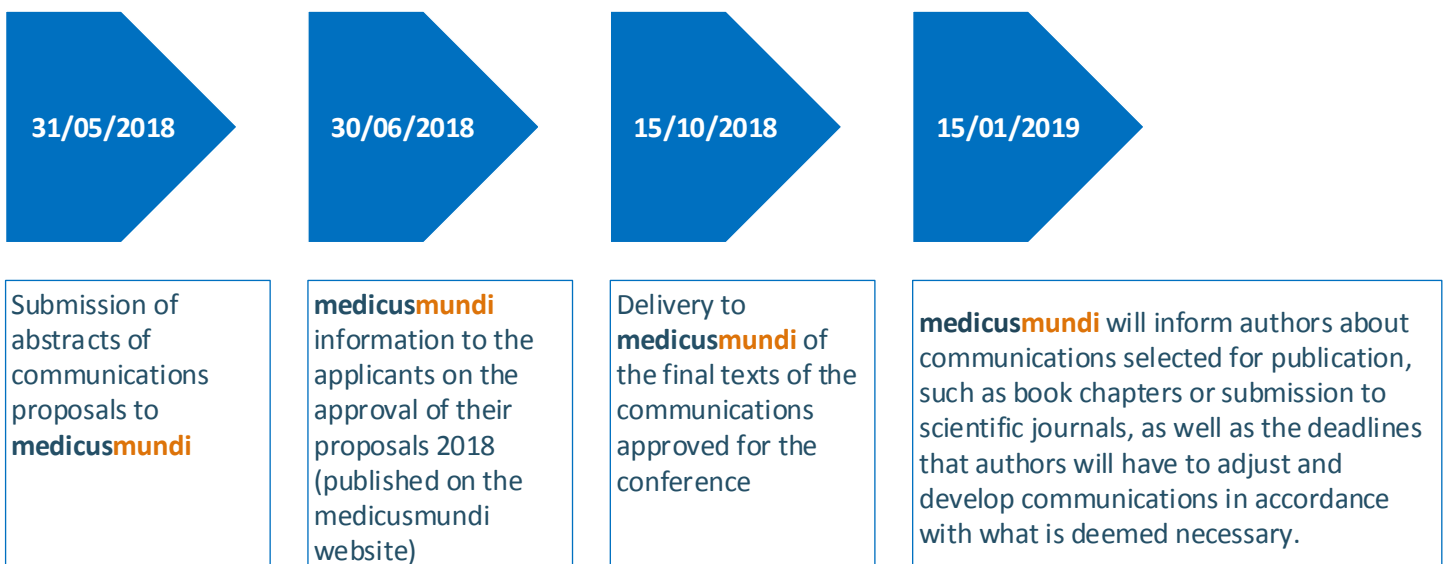 31/05/2018
30/06/2018
15/10/2018
15/01/2019
Submission of
abstracts of
communications
proposals to
medicusmundi
medicusmundi
information to the
applicants on the
approval of their
proposals 2018
(published on the
medicusmundi
website)
Delivery to
medicusmundi of
the final texts of the
communications
approved for the
conference
medicusmundi will inform authors about
communications selected for publication,
such as book chapters or submission to
scientific journals, as well as the deadlines
that authors will have to adjust and
develop communications in accordance
with what is deemed necessary.